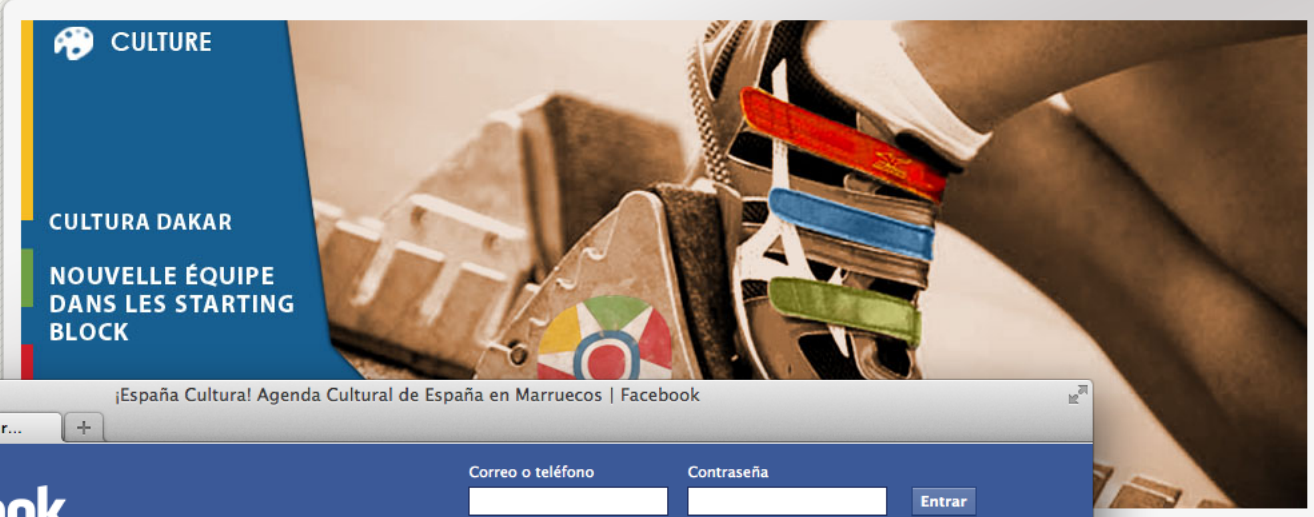 CULTURE
CULTURA DAKAR
NOUVELLE ÉQUIPE
DANS LES STARTING
BLOCK
¡España Cultura! Agenda Cultural de España en Marruecos | Facebook
+
Correo o teléfono
Contraseña
Entrar